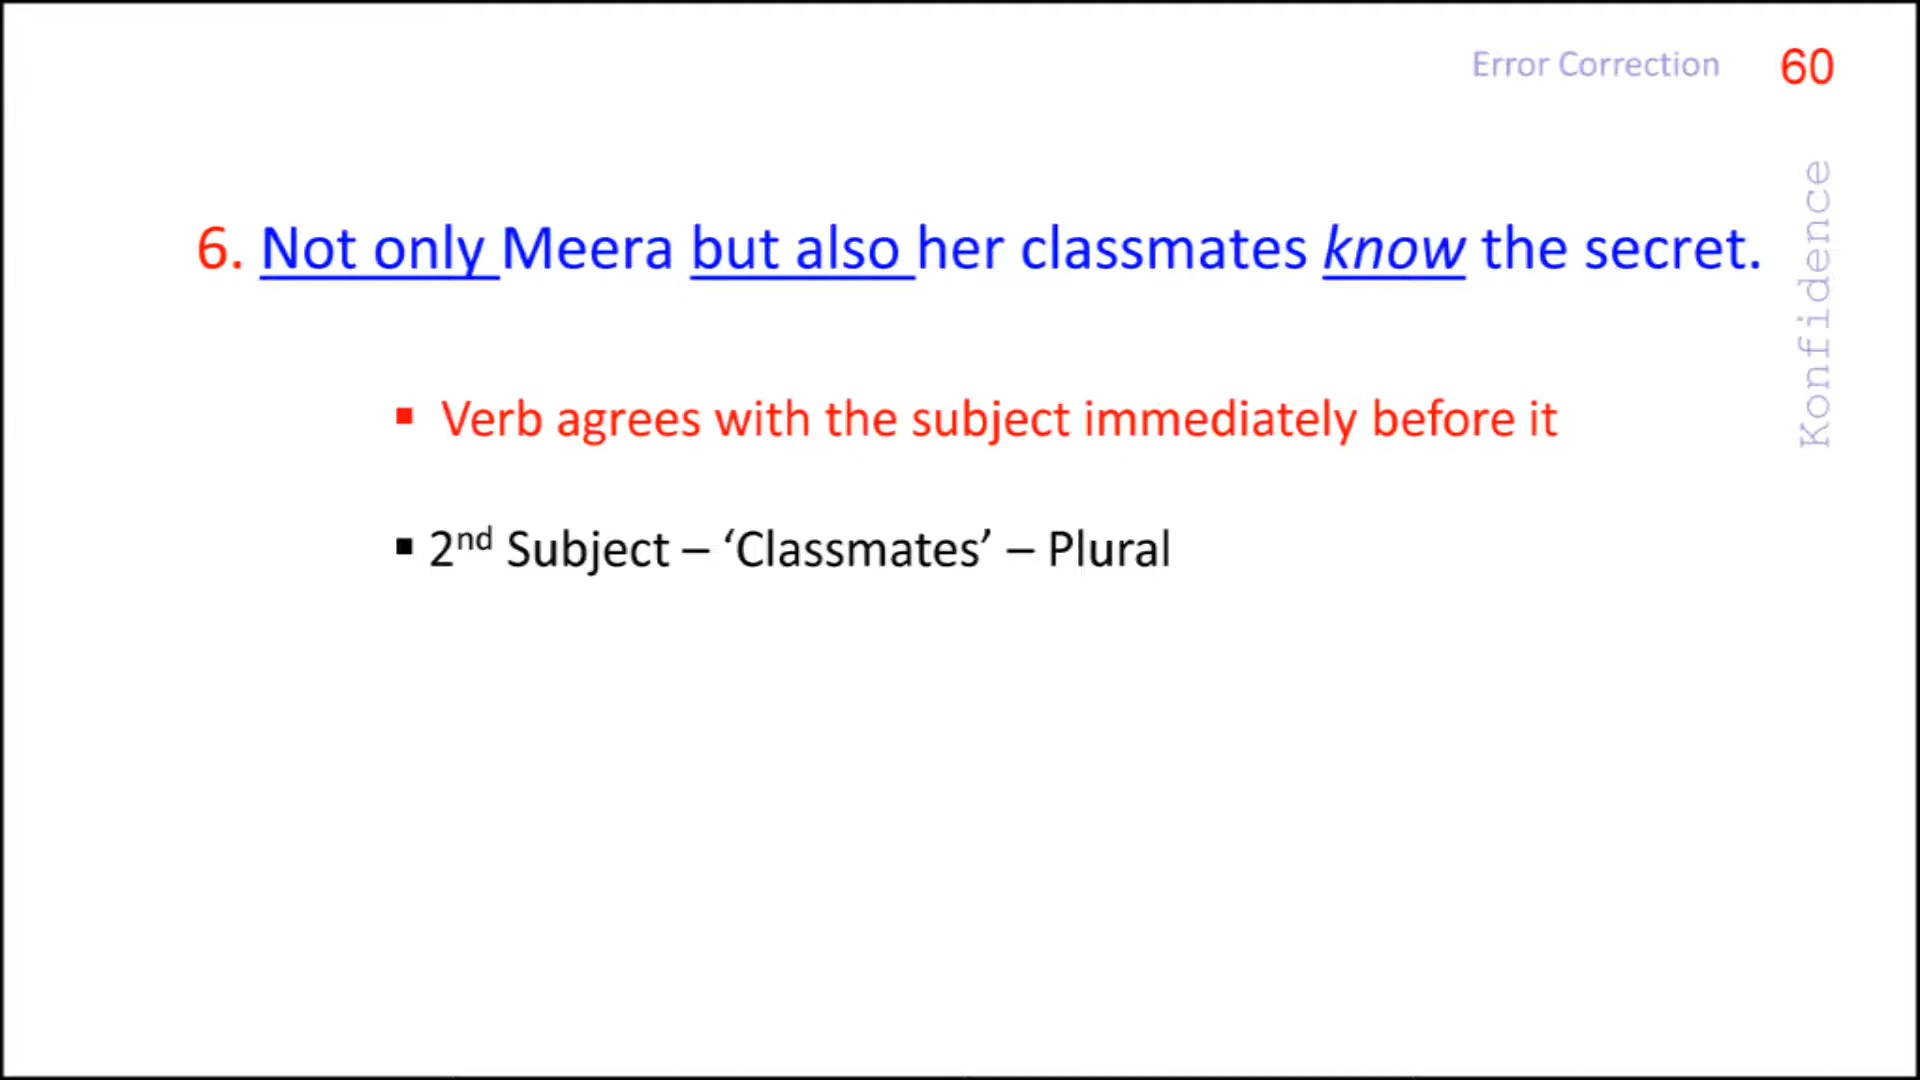 Error Correction 60
6. Not only Meera but also her classmates know the secret.
▪ Verb agrees with the subject immediately before it
▪ 2nd Subject – ‘Classmates’ – Plural
Konfidence